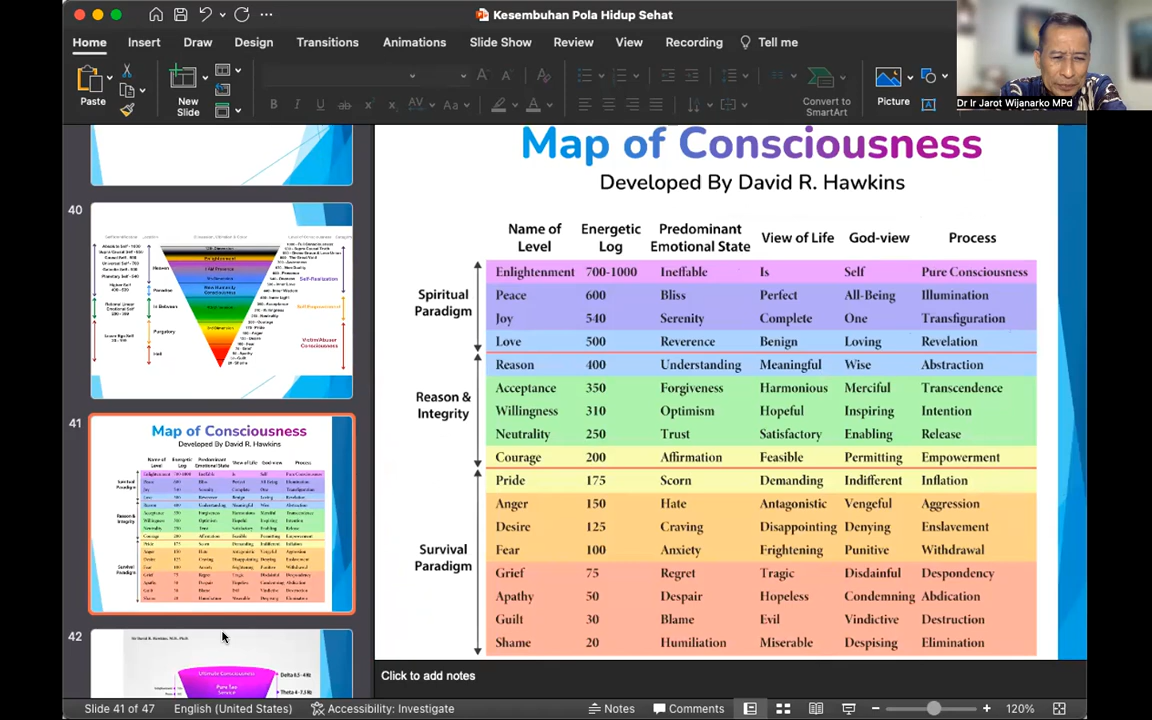 Kesembuhan Pola Hidup Sehat
Home Insert Draw Design Transitions Animations Slide Show Review View Recording Tell me
Paste
New Slide
Convert to SmartArt
Picture
Dr Ir Jarot Wijanarko MPd
40
41
Map of Consciousness
Developed By David R. Hawkins
42
Ultimate Consciousness
Map of Consciousness
Developed By David R. Hawkins
Name of Level Energetic Log Predominant Emotional State View of Life God-view Process
Spiritual Paradigm
Enlightenment 700-1000 Ineffable Is Self Pure Consciousness
Peace 600 Bliss Perfect All-Being Illumination
Joy 540 Serenity Complete One Transfiguration
Love 500 Reverence Benign Loving Revelation
Reason & Integrity
Reason 400 Understanding Meaningful Wise Abstraction
Acceptance 350 Forgiveness Harmonious Merciful Transcendence
Willingness 310 Optimism Hopeful Inspiring Intention
Neutrality 250 Trust Satisfactory Enabling Release
Courage 200 Affirmation Feasible Permitting Empowerment
Survival Paradigm
Pride 175 Scorn Demanding Indifferent Inflation
Anger 150 Hate Antagonistic Vengeful Aggression
Desire 125 Craving Disappointing Denying Enslavement
Fear 100 Anxiety Frightening Punitive Withdrawal
Grief 75 Regret Tragic Disdainful Despondency
Apathy 50 Despair Hopeless Condemning Abdication
Guilt 30 Blame Evil Vindictive Destruction
Shame 20 Humiliation Miserable Despising Elimination
Click to add notes
Slide 41 of 47 English (United States) Accessibility: Investigate Notes Comments 120%